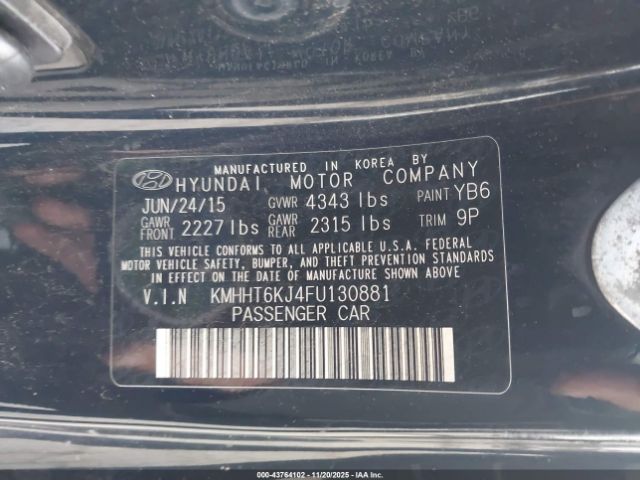 MANUFACTURED IN KOREA BY
HYUNDAI MOTOR COMPANY
JUN/24/15 GVWR 4343 lbs PAINT YB6
GAWR FRONT 2227 lbs GAWR REAR 2315 lbs TRIM 9P
THIS VEHICLE CONFORMS TO ALL APPLICABLE U.S.A. FEDERAL
MOTOR VEHICLE SAFETY, BUMPER, AND THEFT PREVENTION STANDARDS
IN EFFECT ON THE DATE OF MANUFACTURE SHOWN ABOVE
V.I.N KMHHT6KJ4FU130881
PASSENGER CAR
000-43764102 - 11/20/2025 - IAAI.COM